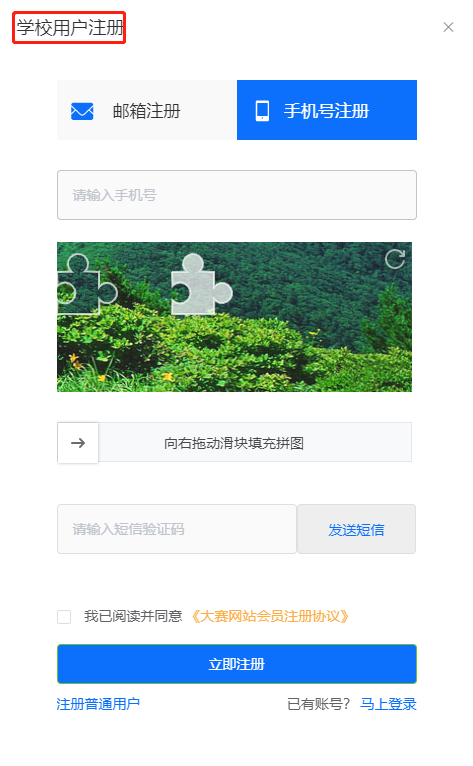 学校用户注册
邮箱注册 手机号注册
请输入手机号
向右拖动滑块填充拼图
请输入短信验证码 发送短信
我已阅读并同意 《大赛网站会员注册协议》
立即注册
注册普通用户 已有账号? 马上登录